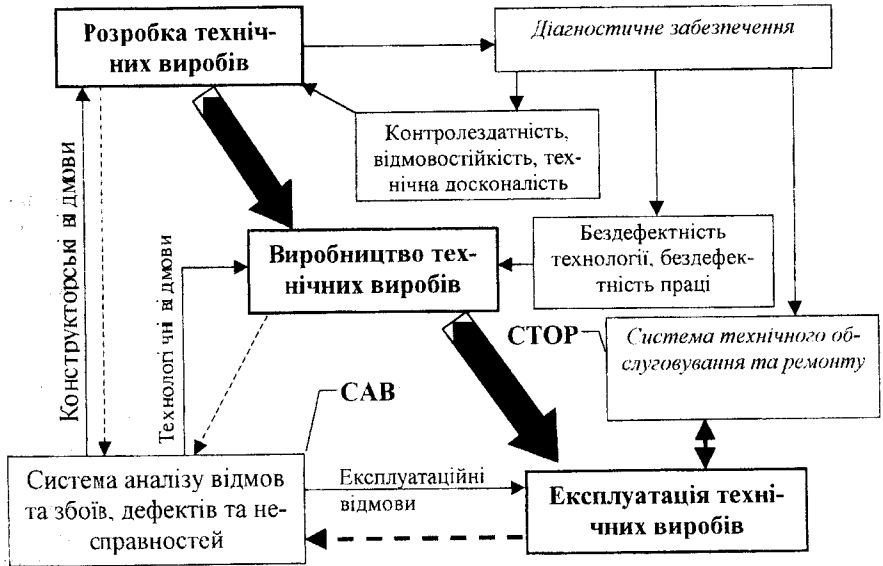 Розробка техніч-
них виробів
Діагностичне забезпечення
Контролездатність,
відмовостійкість, тех-
нічна досконалість
Конструкторські відмови
Технологічні відмови
Виробництво тех-
нічних виробів
Бездефектність
технології, бездефек-
тність праці
СТОР
Система технічного об-
слуговування та ремонту
САВ
Система аналізу відмов
та збоїв, дефектів та не-
справностей
Експлуатаційні
відмови
Експлуатація техні-
чних виробів